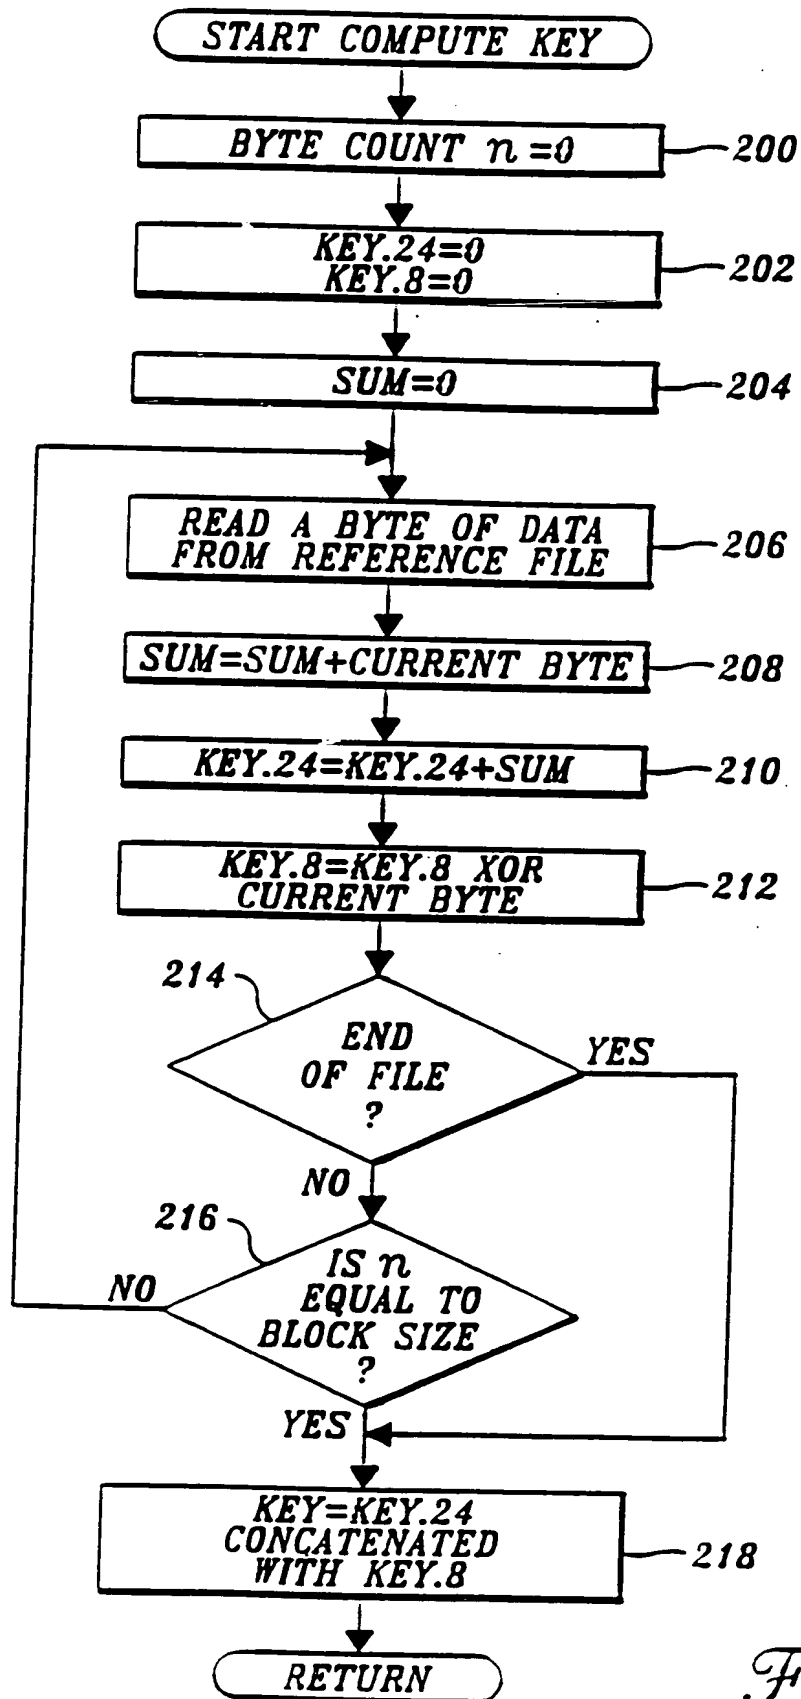 START COMPUTE KEY
BYTE COUNT n=0
200
KEY.24=0
KEY.8=0
202
SUM=0
204
READ A BYTE OF DATA
FROM REFERENCE FILE
206
SUM=SUM+CURRENT BYTE
208
KEY.24=KEY.24+SUM
210
KEY.8=KEY.8 XOR
CURRENT BYTE
212
214
END
OF FILE
?
YES
NO
216
IS n
EQUAL TO
BLOCK SIZE
?
NO
YES
KEY=KEY.24
CONCATENATED
WITH KEY.8
218
RETURN
F